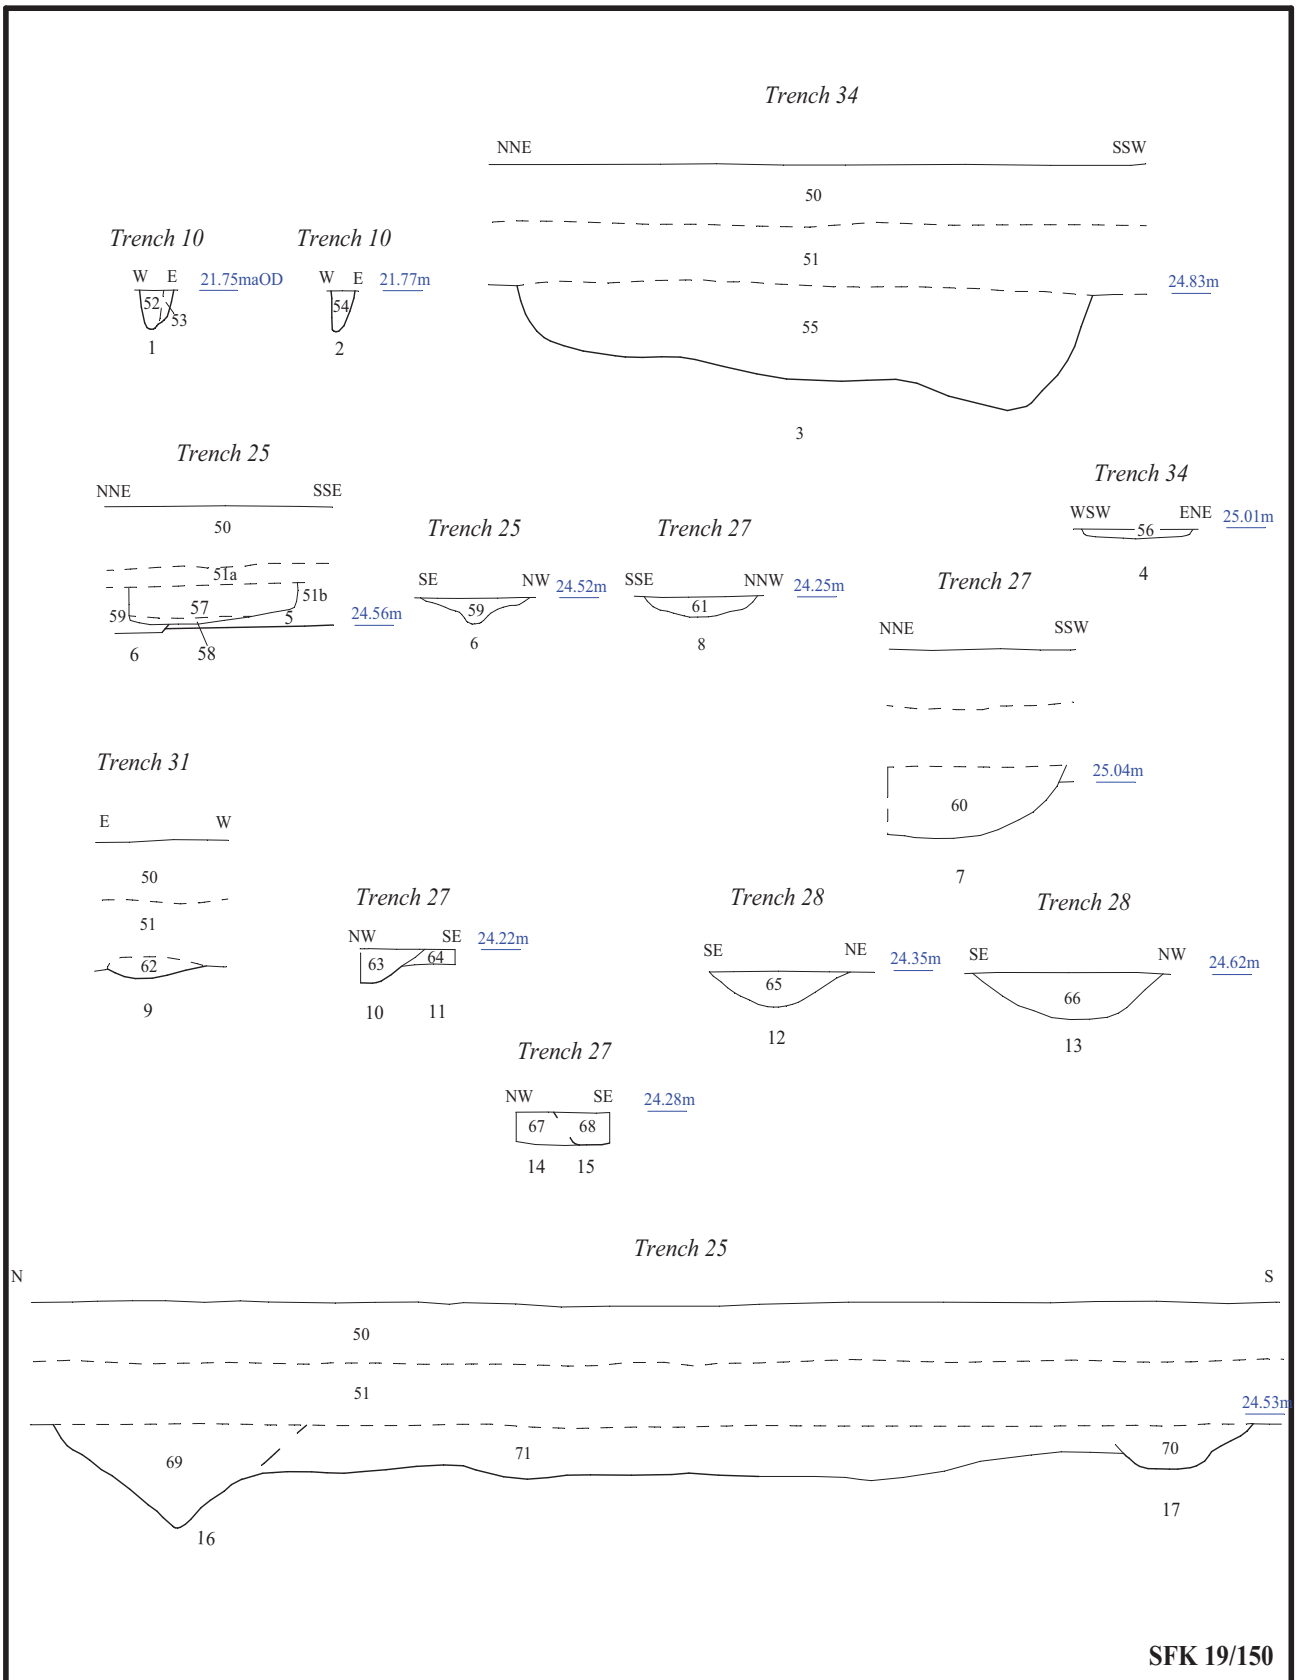 Trench 34
NNE SSW
50
51
24.83m
55
3
Trench 10
W E 21.75maOD
52
53
1
Trench 10
W E 21.77m
54
2
Trench 25
NNE SSE
50
51a
51b
59 57 5 24.56m
6 58
Trench 25
SE NW 24.52m
59
6
Trench 27
SSE NNW 24.25m
61
8
Trench 34
WSW ENE 25.01m
56
4
Trench 27
NNE SSW
25.04m
60
7
Trench 31
E W
50
51
62
9
Trench 27
NW SE 24.22m
63 64
10 11
Trench 28
SE NE 24.35m
65
12
Trench 28
SE NW 24.62m
66
13
Trench 27
NW SE 24.28m
67 68
14 15
Trench 25
N S
50
51
24.53m
69 71 70
16 17
SFK 19/150